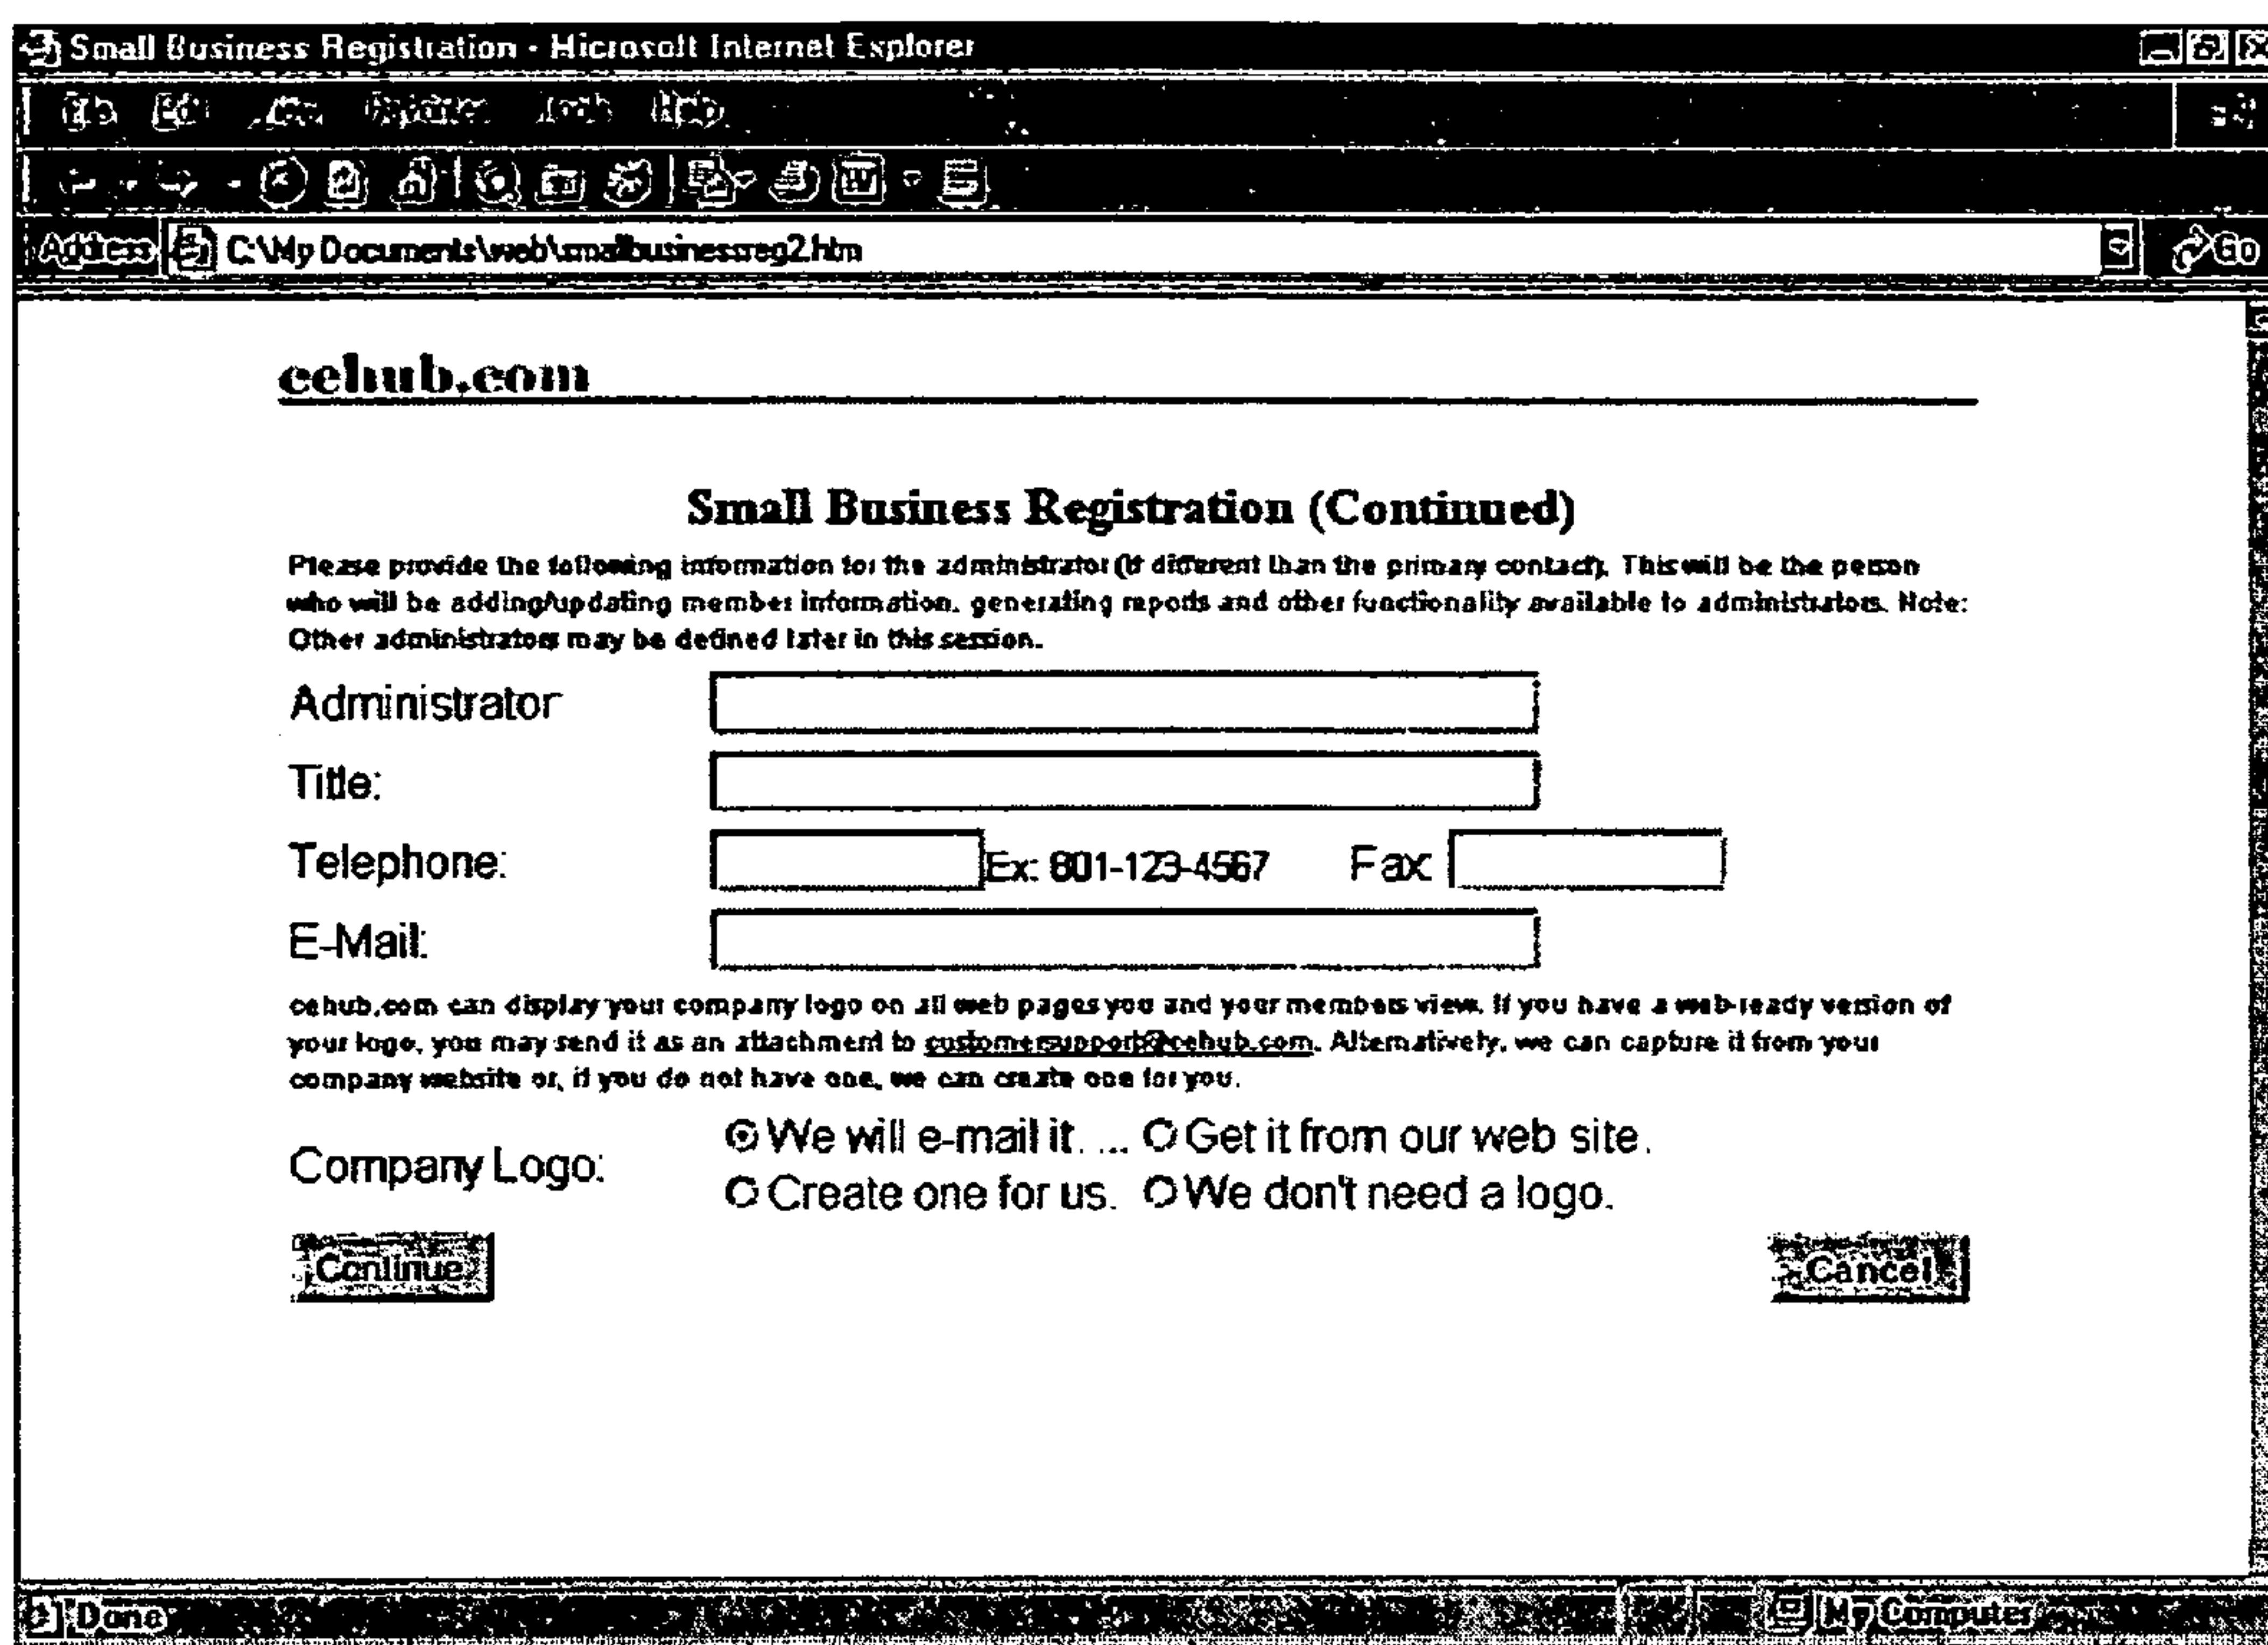 Small Business Registration - Microsoft Internet Explorer
File Edit View Favorites Tools Help
Address C:\My Documents\web\smallbusinessreg2.htm Go
cehub.com
Small Business Registration (Continued)
Please provide the following information for the administrator (if different than the primary contact). This will be the person
who will be adding/updating member information, generating reports and other functionality available to administrators. Note:
Other administrators may be defined later in this session.
Administrator
Title:
Telephone: Ex: 801-123-4567 Fax:
E-Mail:
cehub.com can display your company logo on all web pages you and your members view. If you have a web-ready version of
your logo, you may send it as an attachment to customersupport@cehub.com. Alternatively, we can capture it from your
company website or, if you do not have one, we can create one for you.
We will e-mail it. ... Get it from our web site.
Company Logo:
Create one for us. We don't need a logo.
Continue Cancel
Done My Computer